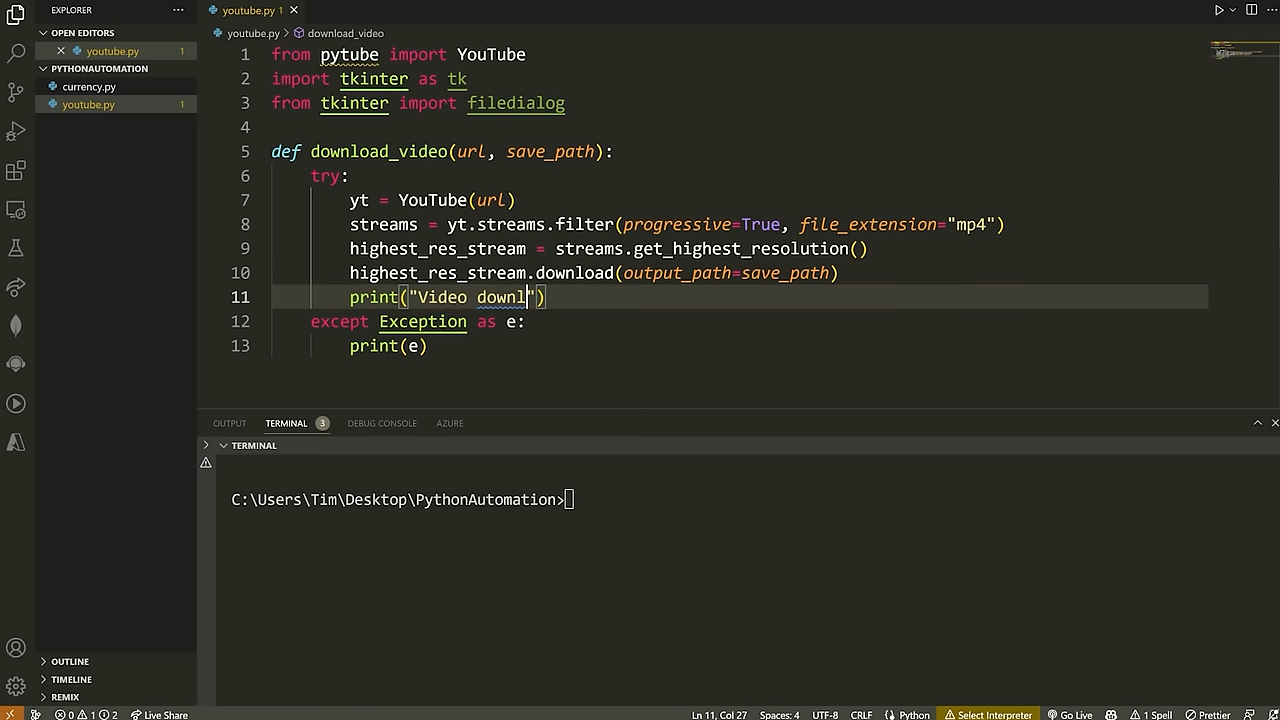 EXPLORER
youtube.py 1
OPEN EDITORS
youtube.py 1
PYTHONAUTOMATION
currency.py
youtube.py 1
OUTLINE
TIMELINE
REMIX
youtube.py > download_video
1 from pytube import YouTube
2 import tkinter as tk
3 from tkinter import filedialog
4
5 def download_video(url, save_path):
6 try:
7 yt = YouTube(url)
8 streams = yt.streams.filter(progressive=True, file_extension="mp4")
9 highest_res_stream = streams.get_highest_resolution()
10 highest_res_stream.download(output_path=save_path)
11 print("Video downl")
12 except Exception as e:
13 print(e)
OUTPUT TERMINAL 3 DEBUG CONSOLE AZURE
TERMINAL
C:\Users\Tim\Desktop\PythonAutomation>
0 1 2 Live Share Ln 11, Col 27 Spaces: 4 UTF-8 CRLF Python Select Interpreter Go Live 1 Spell Prettier